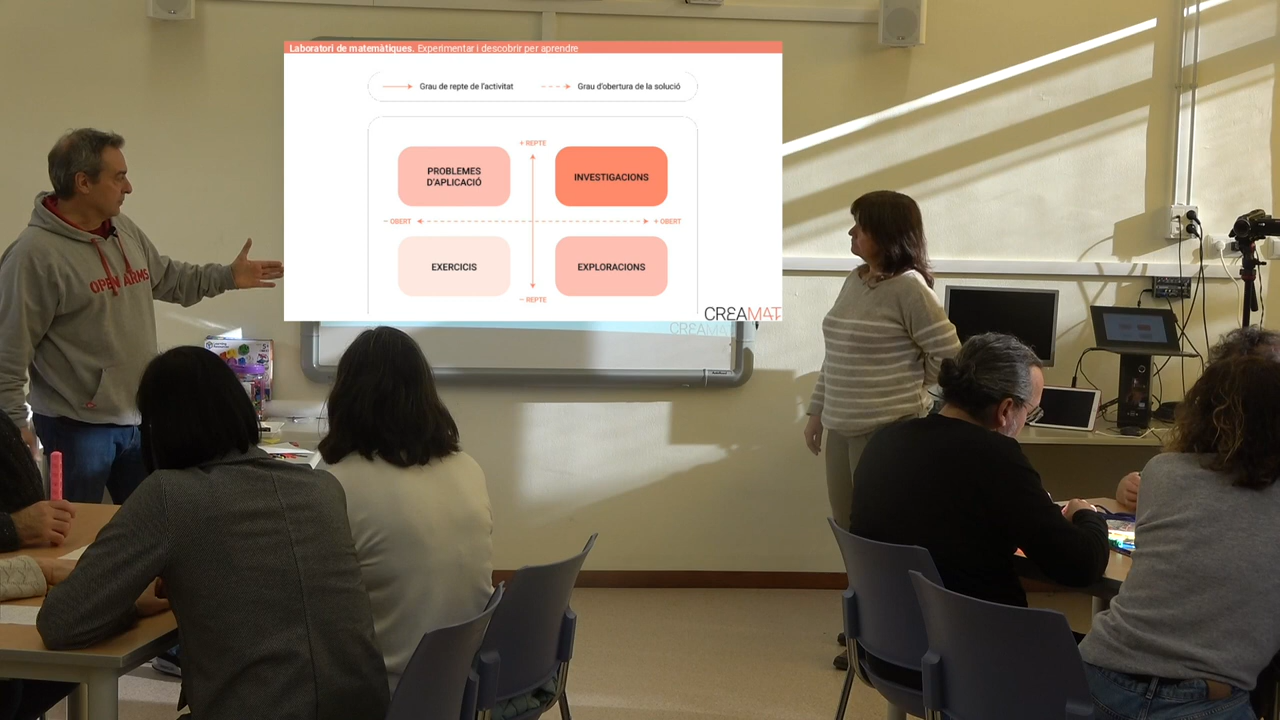 Laboratori de matemàtiques. Experimentar i descobrir per aprendre
Grau de repte de l'activitat
Grau d'obertura de la solució
+ REPTE
PROBLEMES
D'APLICACIÓ
INVESTIGACIONS
− OBERT
+ OBERT
EXERCICIS
EXPLORACIONS
− REPTE
CREAMAT
CREAMAT
OPEN ARMS